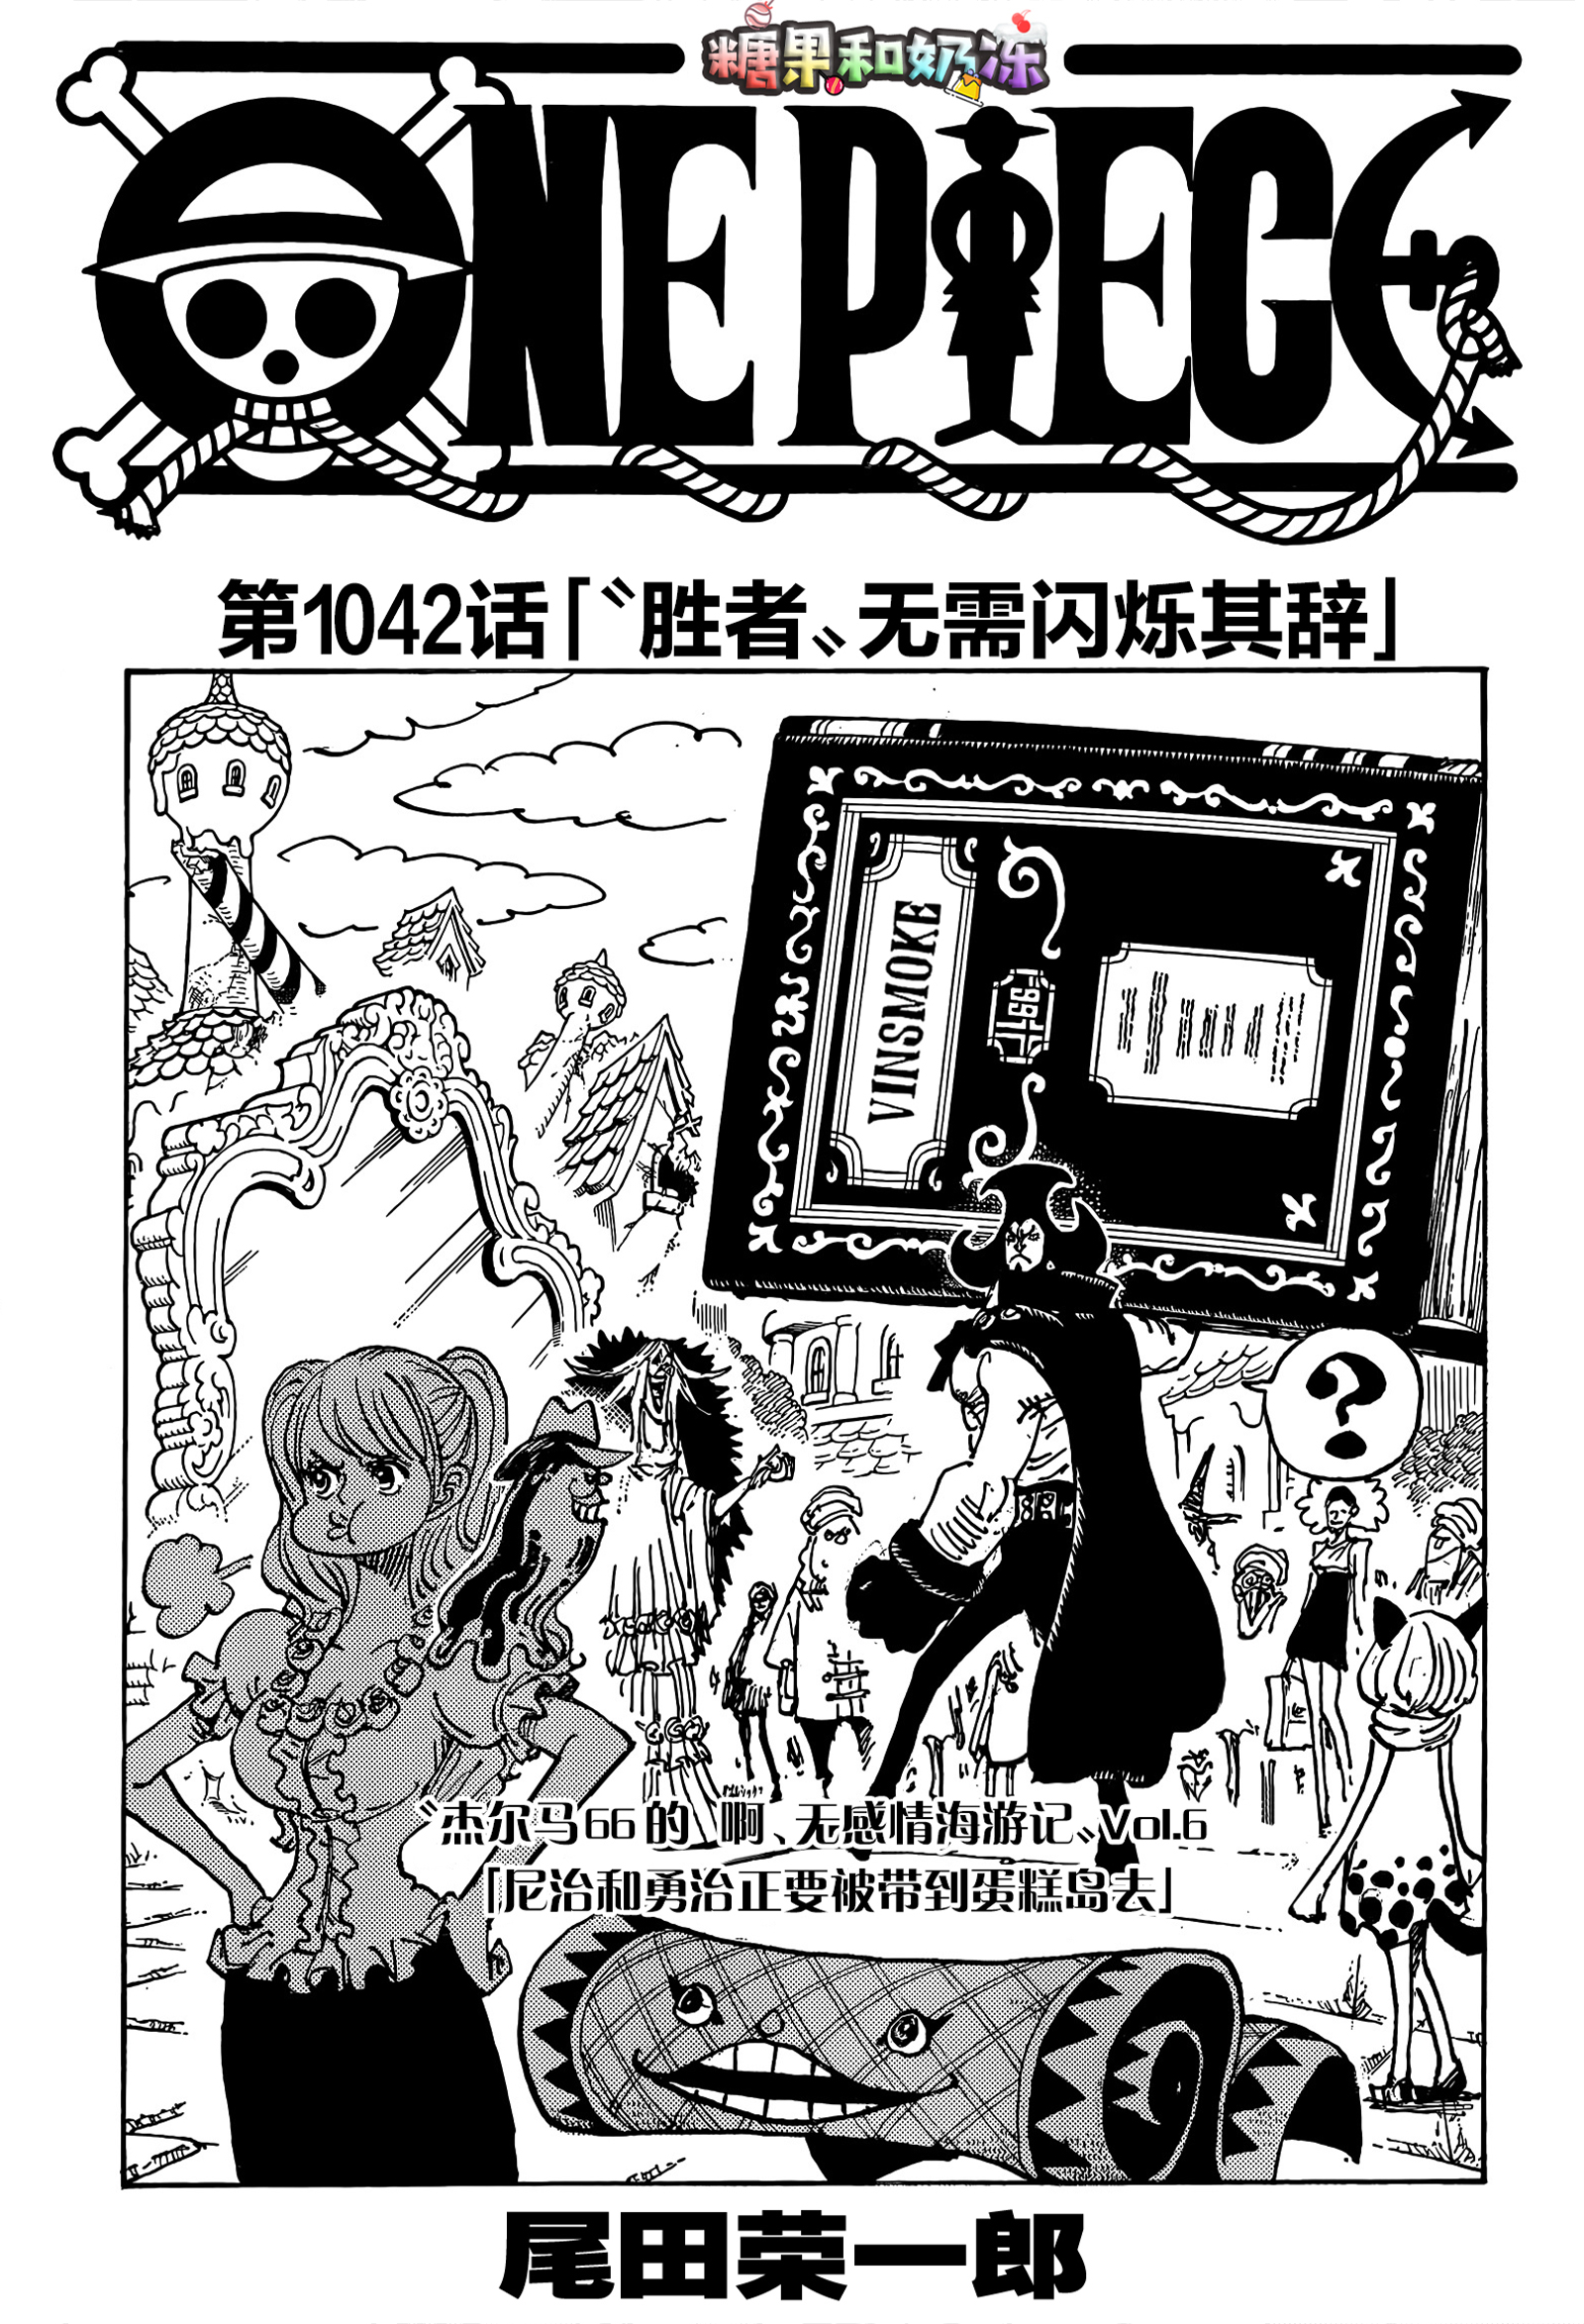 糖果和奶冻
ONE PIECE
第1042话「〝胜者〟无需闪烁其辞」
VINSMOKE
?
〝杰尔马66的 啊、无感情海游记〟Vol.6
「尼治和勇治正要被带到蛋糕岛去」
尾田荣一郎